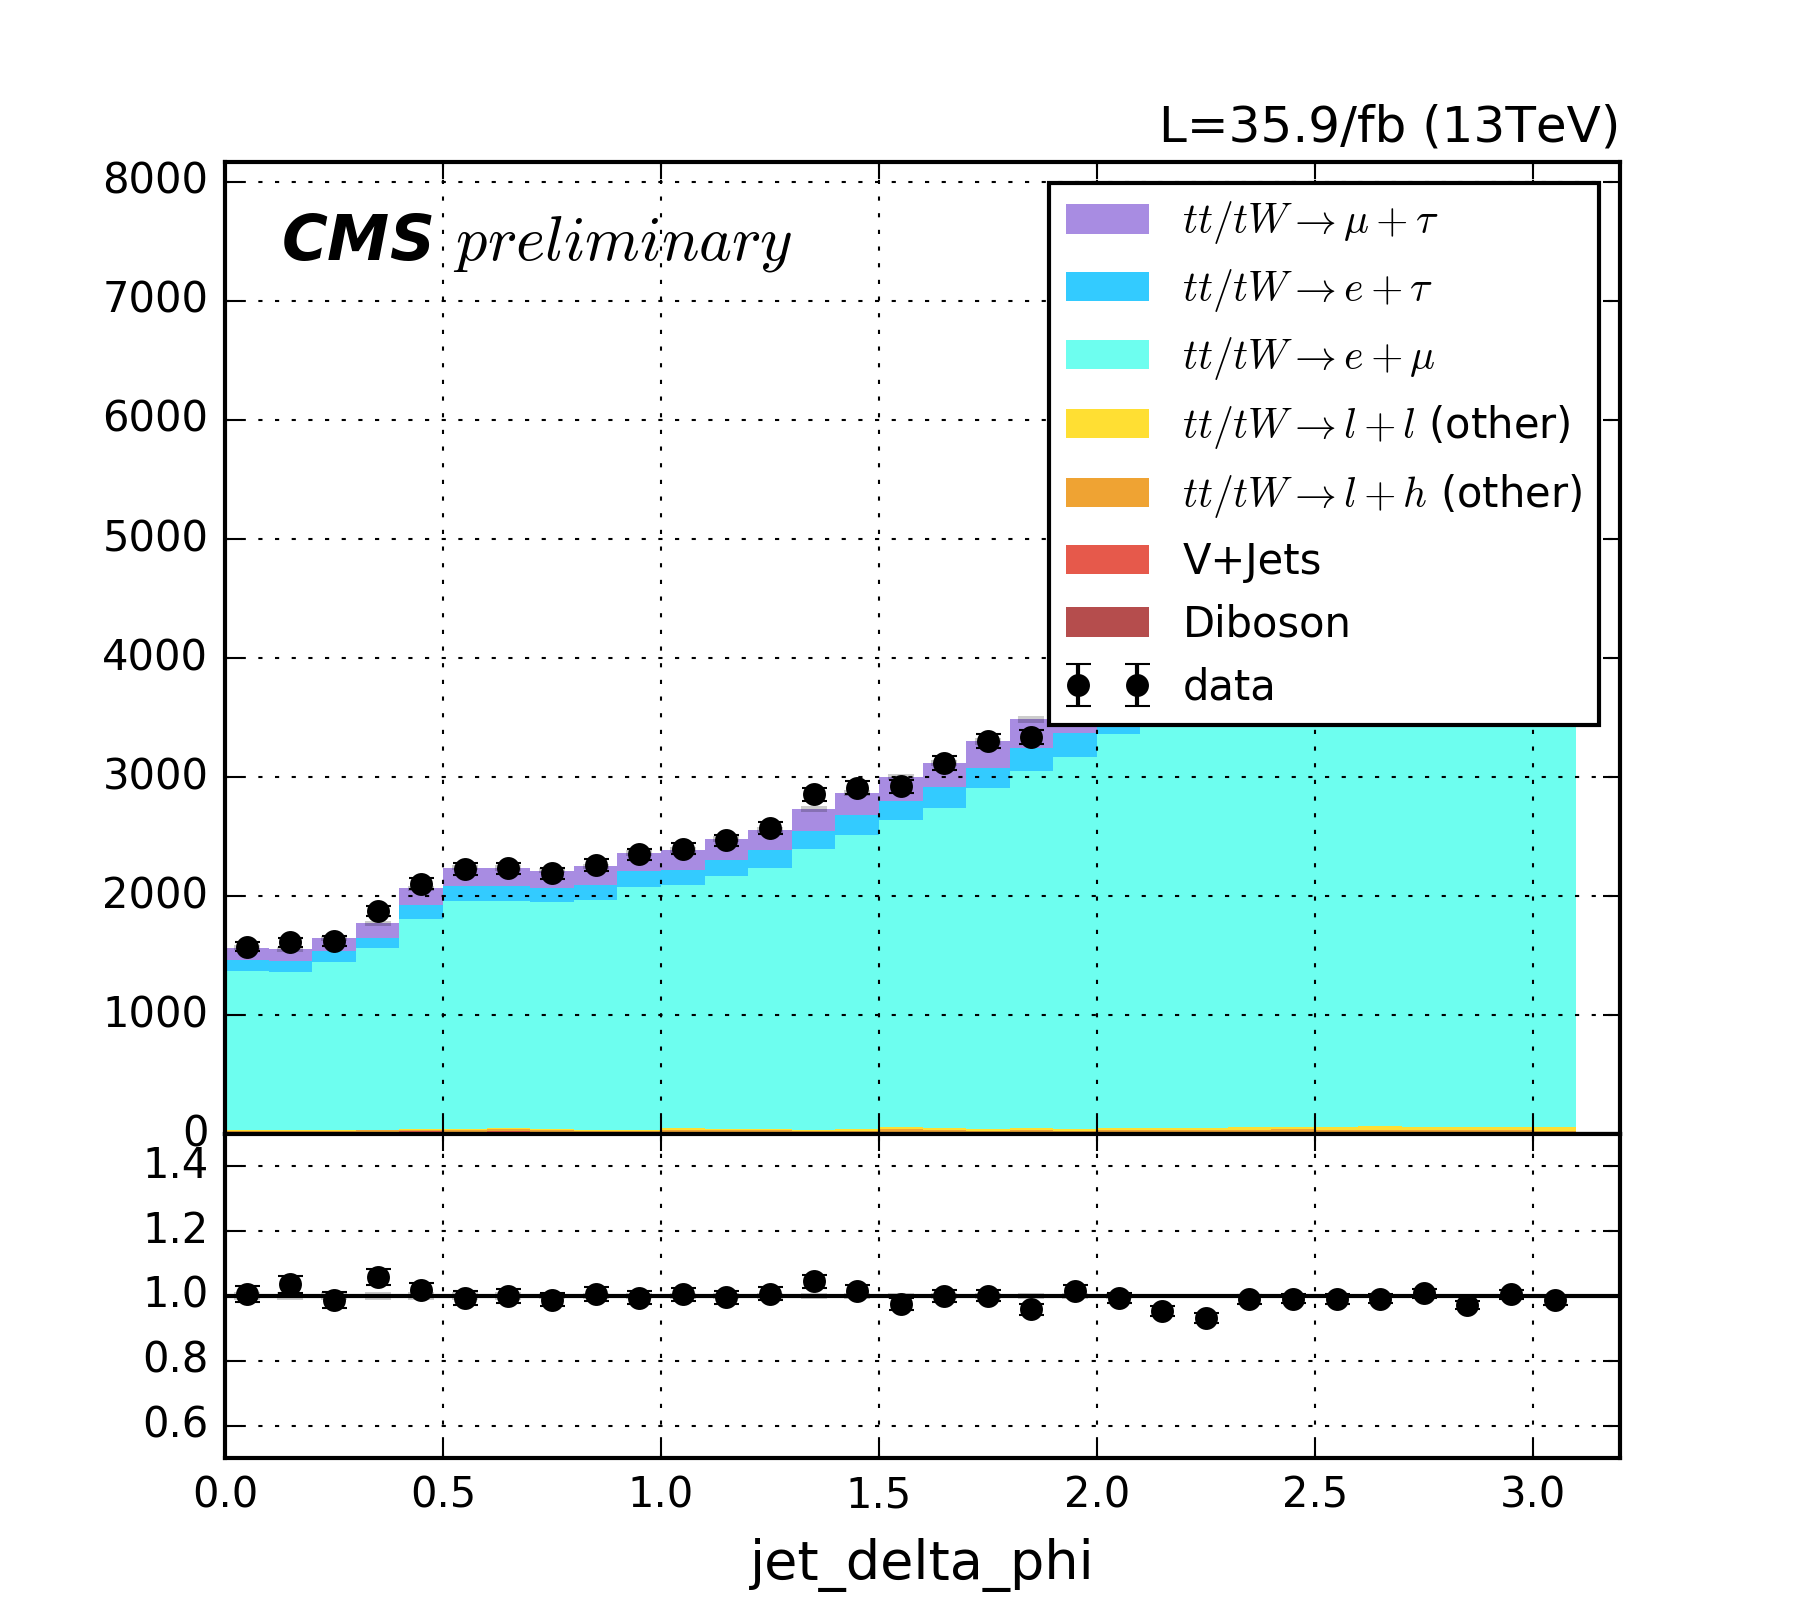 L=35.9/fb (13TeV)
CMS preliminary
8000
7000
6000
5000
4000
3000
2000
1000
0
tt/tW→μ+τ
tt/tW→e+τ
tt/tW→e+μ
tt/tW→l+l (other)
tt/tW→l+h (other)
V+Jets
Diboson
data
1.4
1.2
1.0
0.8
0.6
0.0 0.5 1.0 1.5 2.0 2.5 3.0
jet_delta_phi